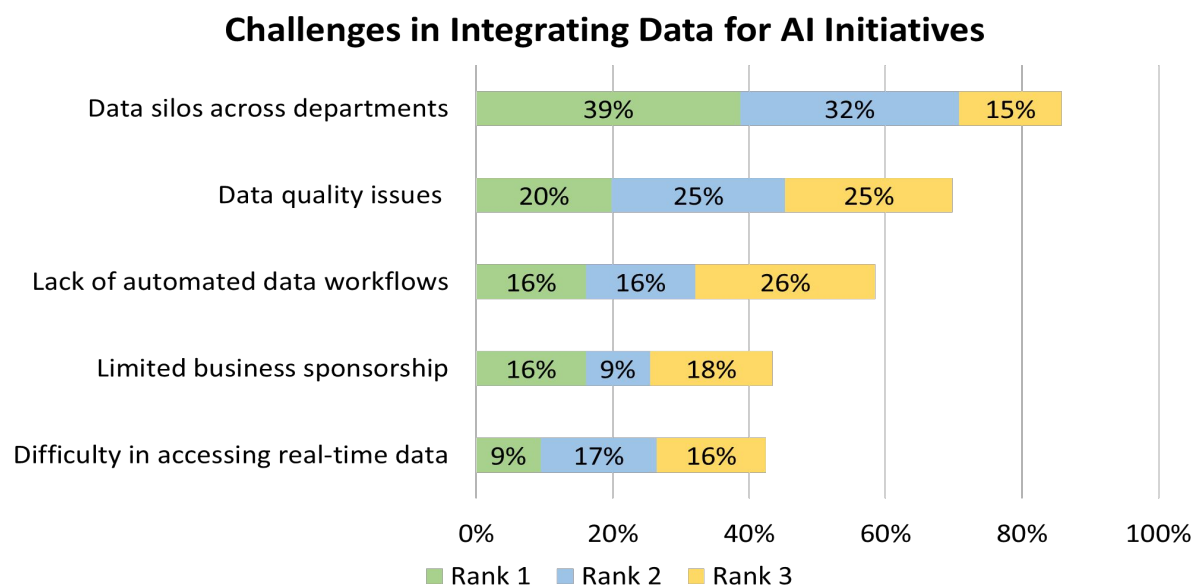 Challenges in Integrating Data for AI Initiatives
Data silos across departments 39% 32% 15%
Data quality issues 20% 25% 25%
Lack of automated data workflows 16% 16% 26%
Limited business sponsorship 16% 9% 18%
Difficulty in accessing real-time data 9% 17% 16%
0% 20% 40% 60% 80% 100%
Rank 1 Rank 2 Rank 3